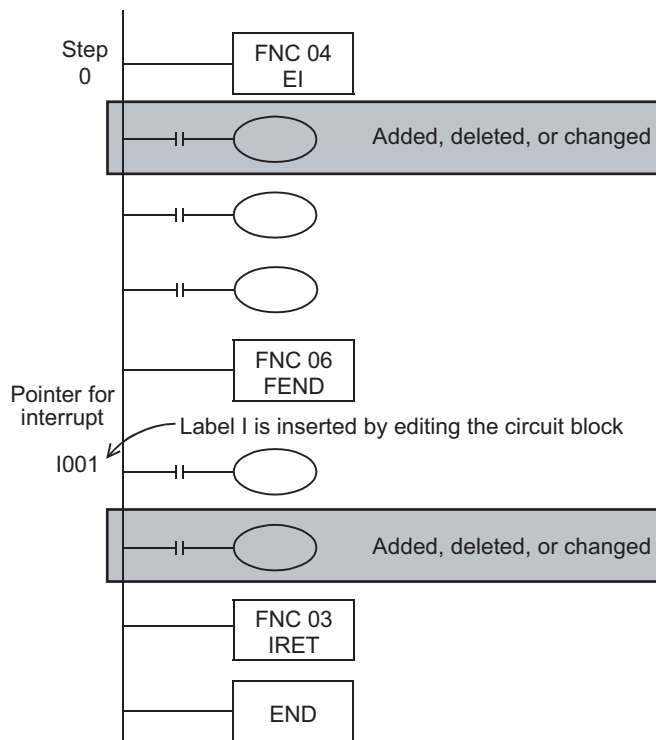 Step
0
FNC 04
EI
Added, deleted, or changed
FNC 06
FEND
Pointer for
interrupt
Label I is inserted by editing the circuit block
I001
Added, deleted, or changed
FNC 03
IRET
END